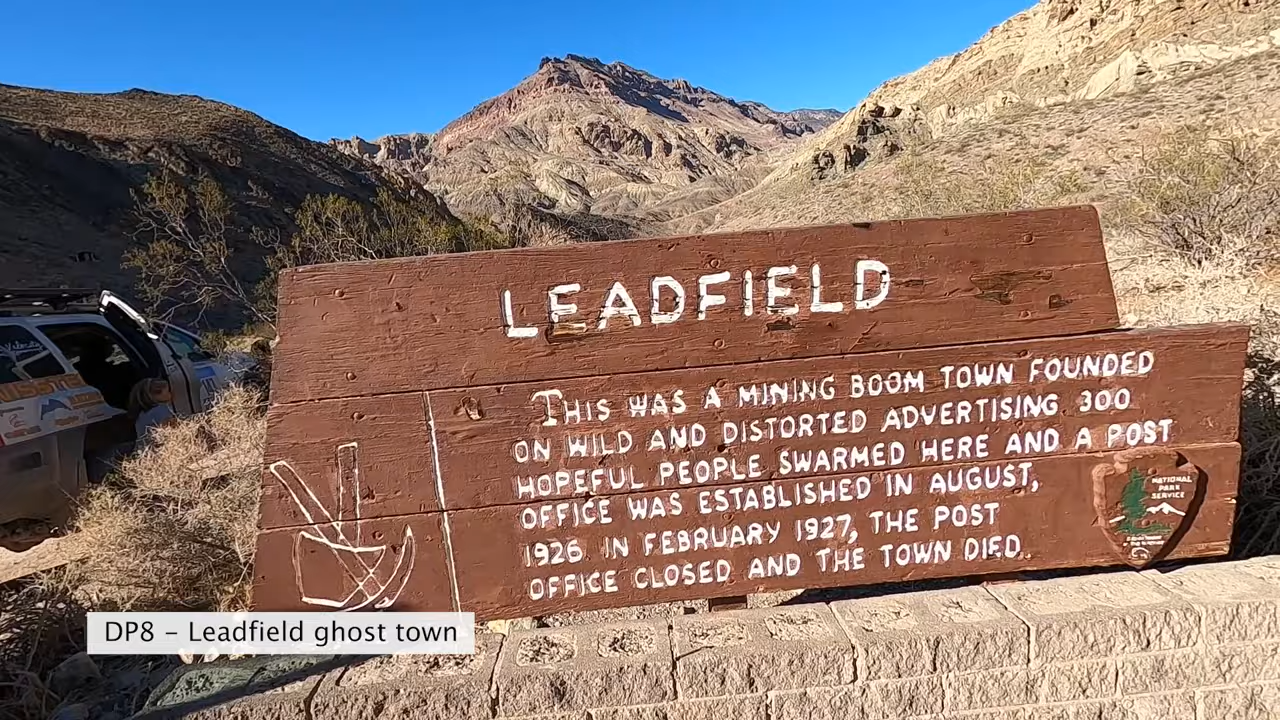 LEADFIELD
THIS WAS A MINING BOOM TOWN FOUNDED
ON WILD AND DISTORTED ADVERTISING 300
HOPEFUL PEOPLE SWARMED HERE AND A POST
OFFICE WAS ESTABLISHED IN AUGUST,
1926. IN FEBRUARY 1927, THE POST
OFFICE CLOSED AND THE TOWN DIED.
NATIONAL
PARK
SERVICE
DP8 – Leadfield ghost town